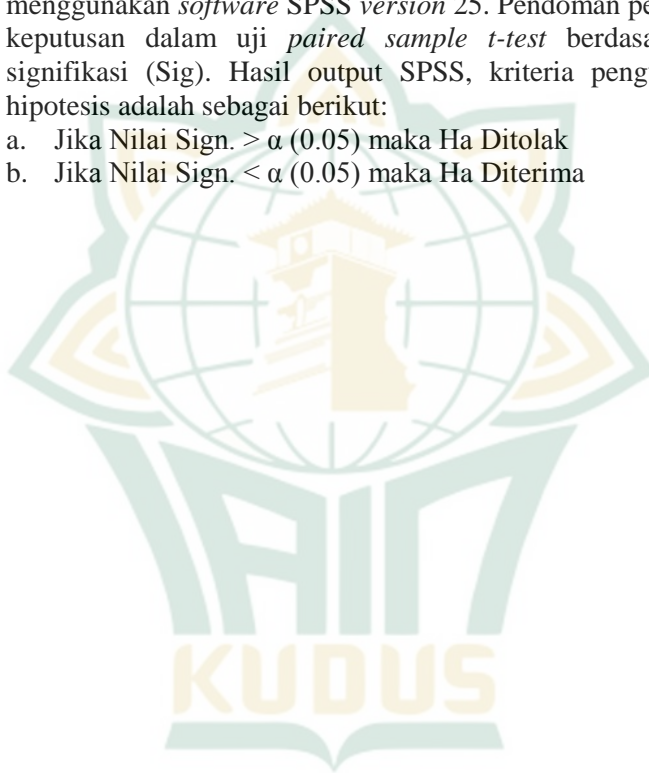 menggunakan software SPSS version 25. Pendoman pe
keputusan dalam uji paired sample t-test berdasa
signifikasi (Sig). Hasil output SPSS, kriteria peng
hipotesis adalah sebagai berikut:
a. Jika Nilai Sign. > α (0.05) maka Ha Ditolak
b. Jika Nilai Sign. < α (0.05) maka Ha Diterima
IAIN
KUDUS